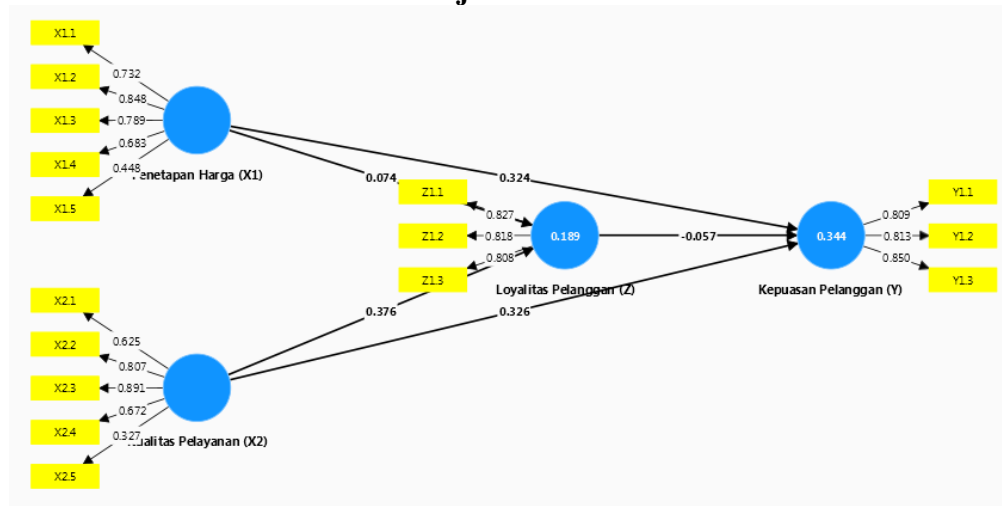 X1.1
X1.2
X1.3
X1.4
X1.5
0.732
0.848
0.789
0.683
0.448
enetapan Harga (X1)
0.074
0.324
Z1.1
Z1.2
Z1.3
0.827
0.818
0.808
0.189
Loyalitas Pelanggan (Z)
-0.057
0.344
Kepuasan Pelanggan (Y)
0.809
0.813
0.850
Y1.1
Y1.2
Y1.3
0.376
0.326
X2.1
X2.2
X2.3
X2.4
X2.5
0.625
0.807
0.891
0.672
0.327
alitas Pelayanan (X2)